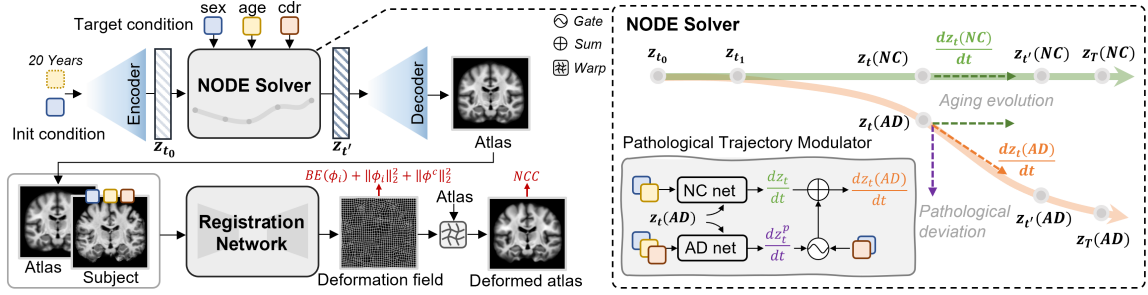 Target condition
sex
age
cdr
20 Years
Init condition
Encoder
z_{t_0}
NODE Solver
z_{t'}
Decoder
Atlas
Gate
Sum
Warp
BE(ϕ_i) + ‖ϕ_i‖_2^2 + ‖ϕ^c‖_2^2
NCC
Atlas
Subject
Registration
Network
Deformation field
Atlas
Deformed atlas
NODE Solver
z_{t_0}
z_{t_1}
z_t(NC)
dz_t(NC)/dt
z_{t'}(NC)
z_T(NC)
Aging evolution
z_t(AD)
dz_t(AD)/dt
Pathological
deviation
z_{t'}(AD)
z_T(AD)
Pathological Trajectory Modulator
NC net
dz_t/dt
dz_t(AD)/dt
z_t(AD)
AD net
dz_t^p/dt